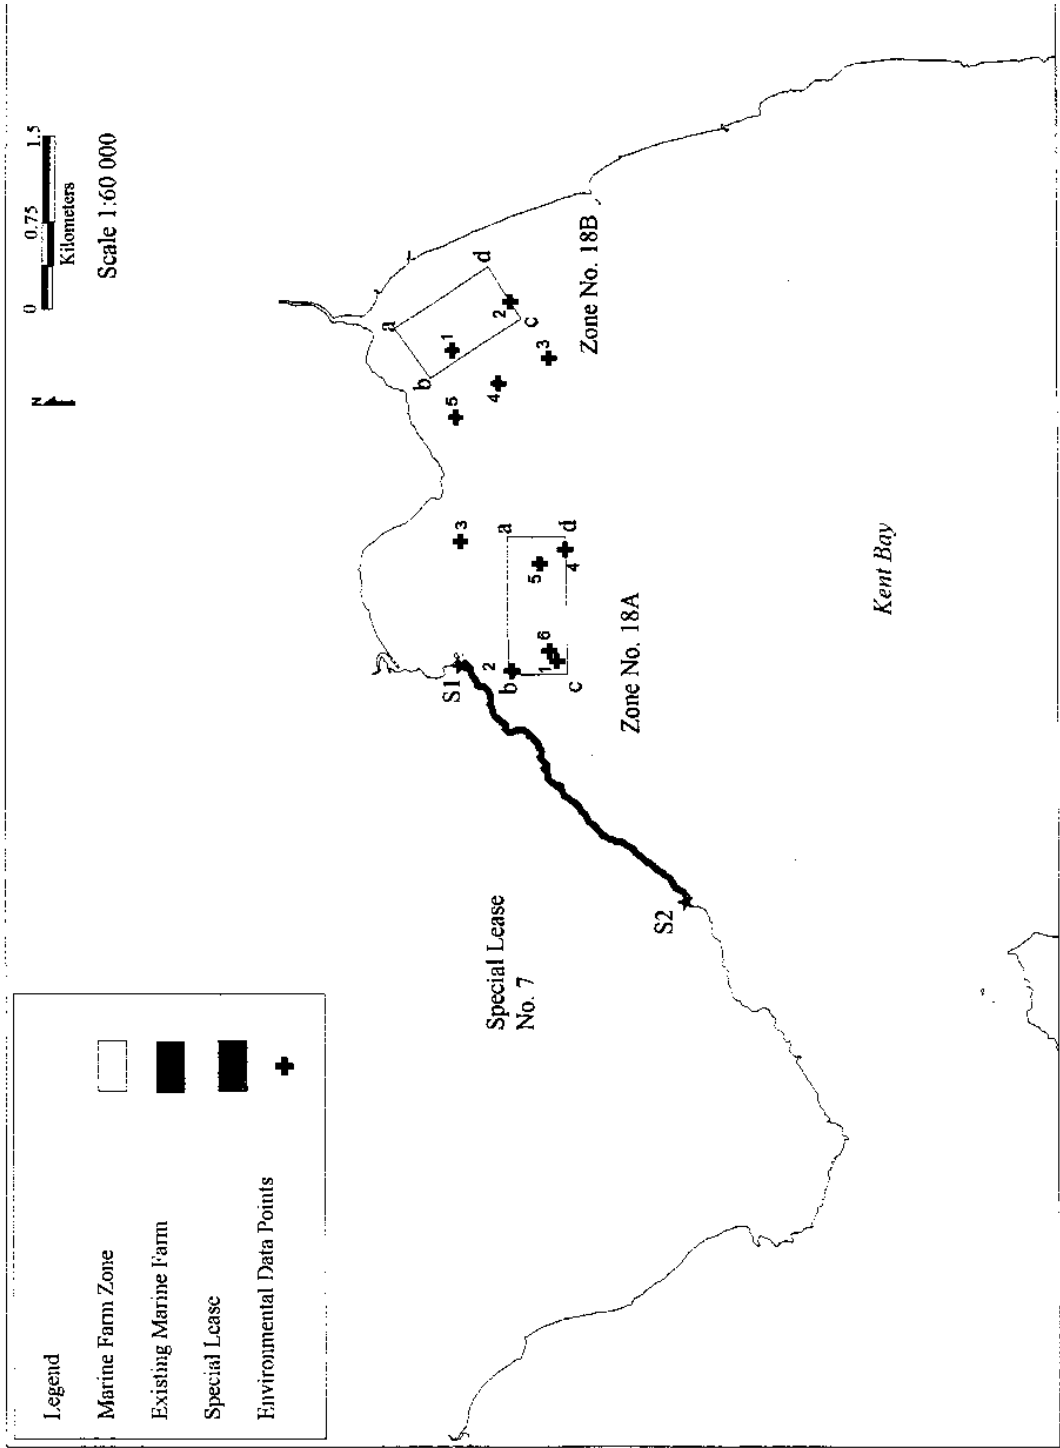 Legend
Marine Farm Zone
Existing Marine Farm
Special Lease
Environmental Data Points
N
0 0.75 1.5
Kilometers
Scale 1:60 000
Special Lease
No. 7
S1
S2
2
b
1
6
c
3
a
5
4
d
Zone No. 18A
5
b
a
1
4
2
c
d
3
Zone No. 18B
Kent Bay